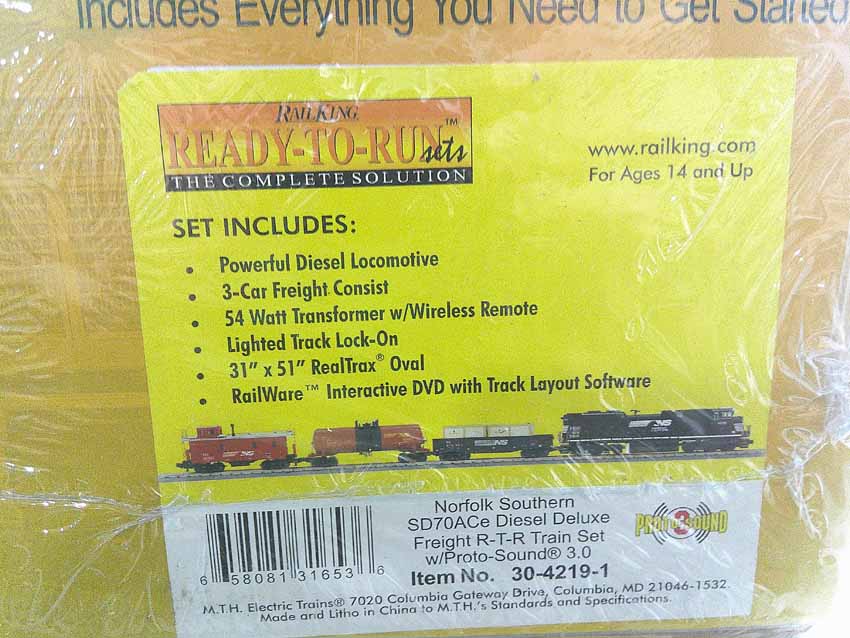 Includes Everything You Need to Get Started
RAILKING
READY-TO-RUN™ sets
THE COMPLETE SOLUTION
www.railking.com
For Ages 14 and Up
SET INCLUDES:
• Powerful Diesel Locomotive
• 3-Car Freight Consist
• 54 Watt Transformer w/Wireless Remote
• Lighted Track Lock-On
• 31" x 51" RealTrax® Oval
• RailWare™ Interactive DVD with Track Layout Software
NS
NS
Norfolk Southern
SD70ACe Diesel Deluxe
Freight R-T-R Train Set
w/Proto-Sound® 3.0
Item No. 30-4219-1
PROTO 3 SOUND
6 58081 31653 6
M.T.H. Electric Trains® 7020 Columbia Gateway Drive, Columbia, MD 21046-1532.
Made and Litho in China to M.T.H.'s Standards and Specifications.